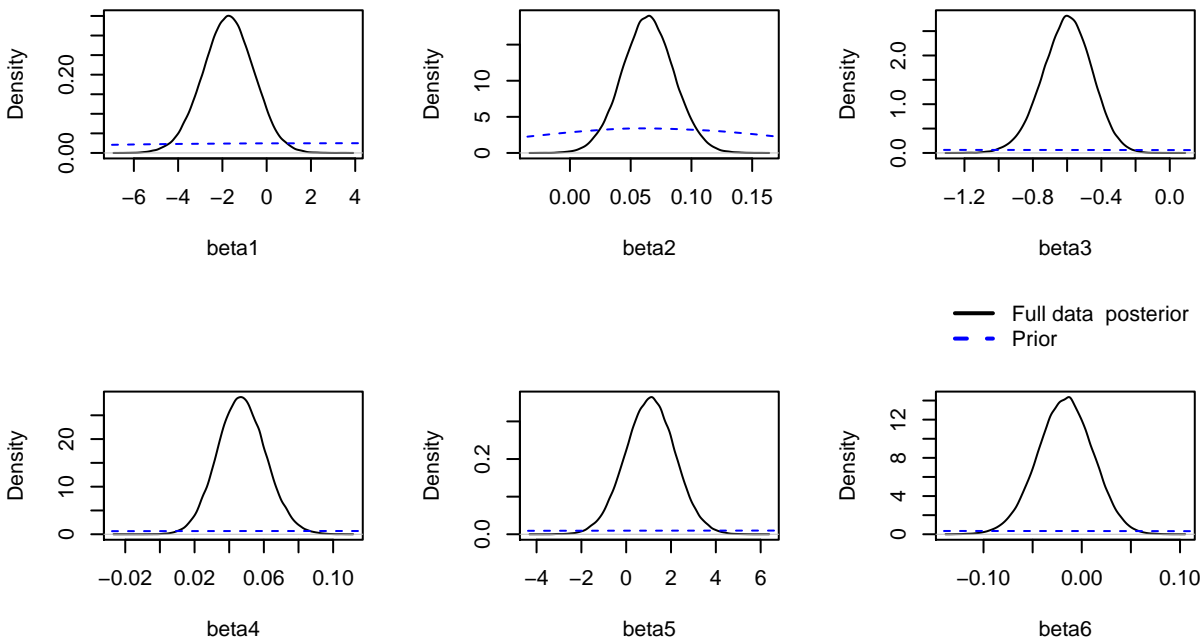 Density
0.00 0.20
−6 −4 −2 0 2 4
beta1
Density
0 5 10
0.00 0.05 0.10 0.15
beta2
Density
0.0 1.0 2.0
−1.2 −0.8 −0.4 0.0
beta3
Full data posterior
Prior
Density
0 10 20
−0.02 0.02 0.06 0.10
beta4
Density
0.0 0.2
−4 −2 0 2 4 6
beta5
Density
0 4 8 12
−0.10 0.00 0.10
beta6